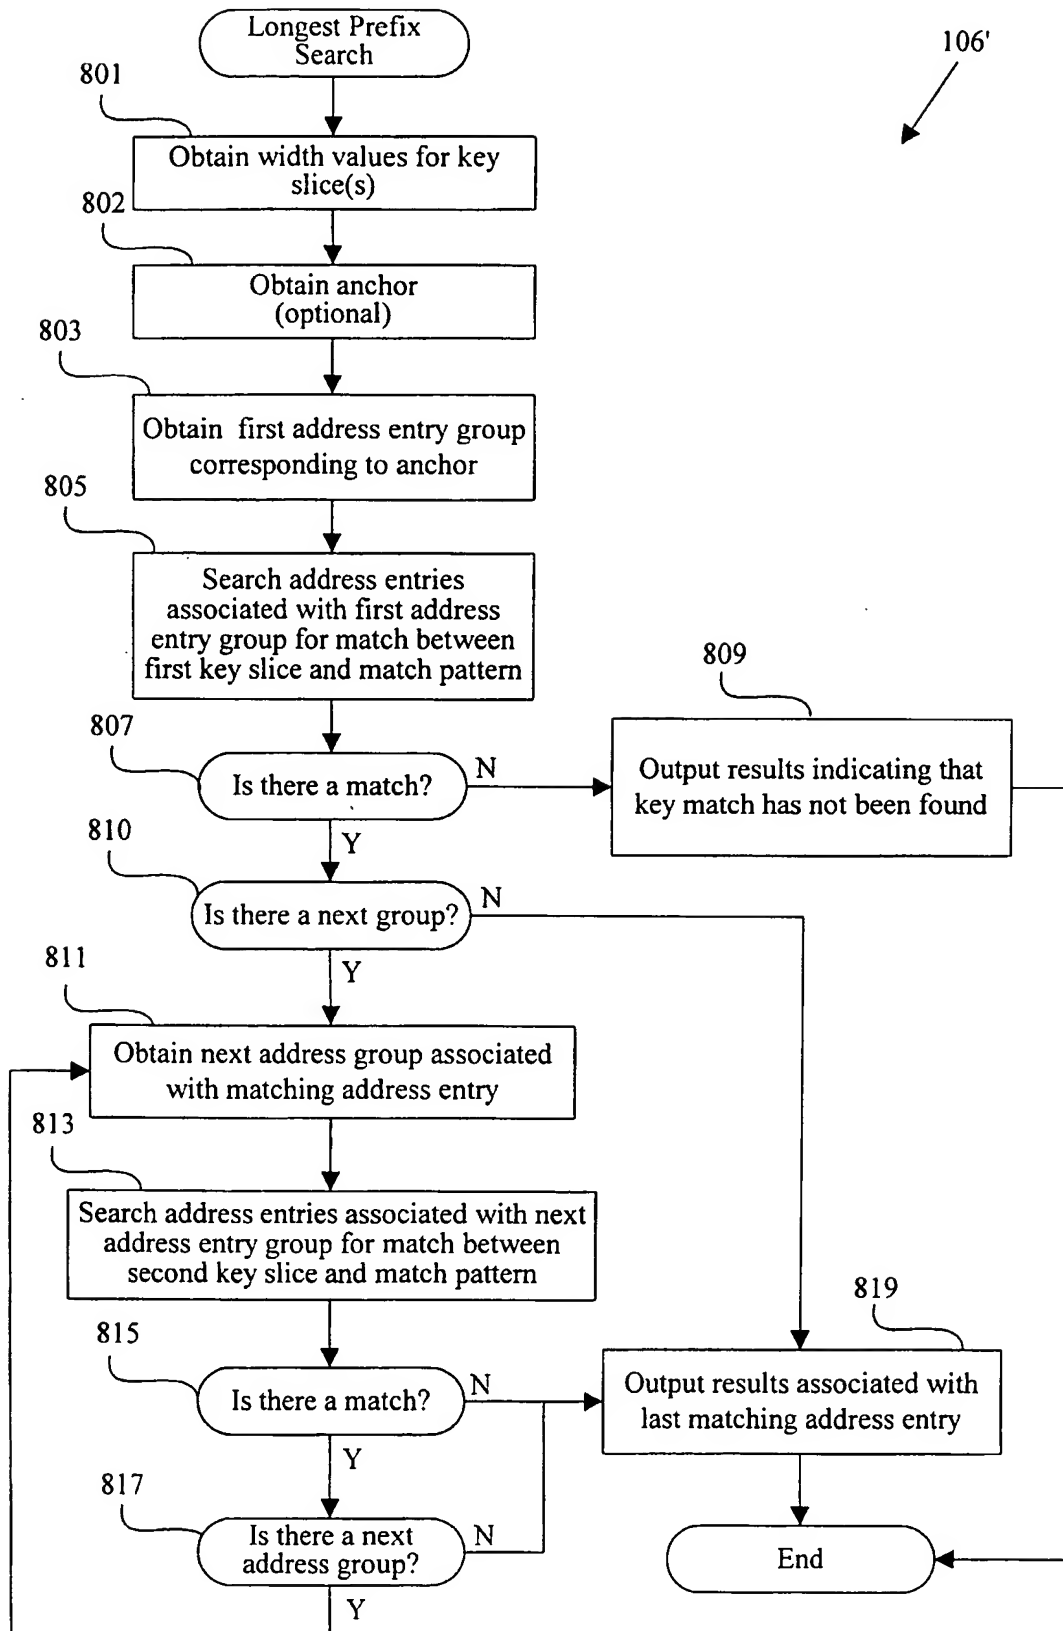 Longest Prefix
Search
106'
801
Obtain width values for key
slice(s)
802
Obtain anchor
(optional)
803
Obtain first address entry group
corresponding to anchor
805
Search address entries
associated with first address
entry group for match between
first key slice and match pattern
807
Is there a match?
N
Y
809
Output results indicating that
key match has not been found
810
Is there a next group?
N
Y
811
Obtain next address group associated
with matching address entry
813
Search address entries associated with next
address entry group for match between
second key slice and match pattern
815
Is there a match?
N
Y
819
Output results associated with
last matching address entry
817
Is there a next
address group?
N
Y
End